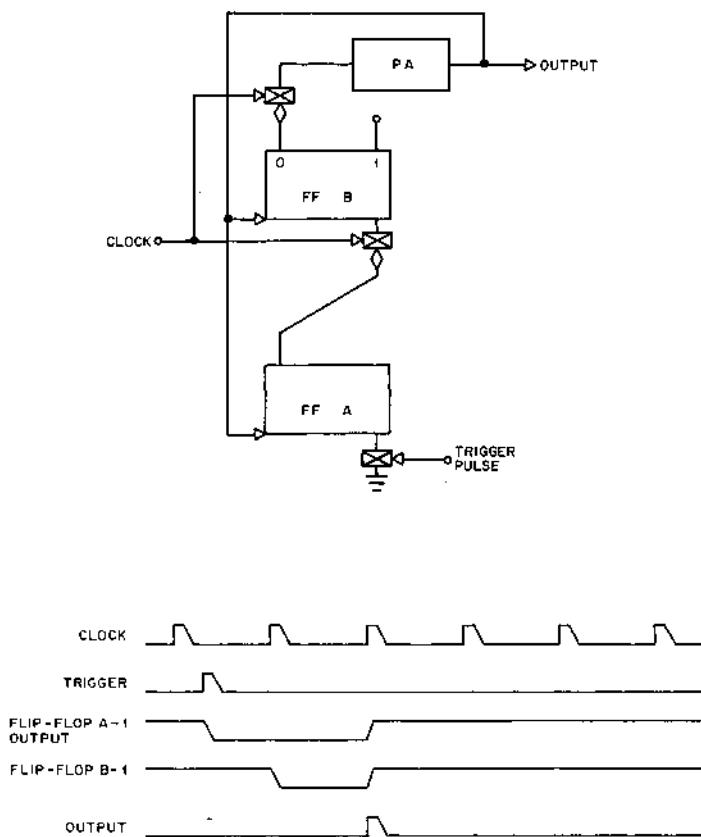 PA
OUTPUT
0 1
FF B
CLOCK
FF A
TRIGGER
PULSE
CLOCK
TRIGGER
FLIP-FLOP A-1
OUTPUT
FLIP-FLOP B-1
OUTPUT